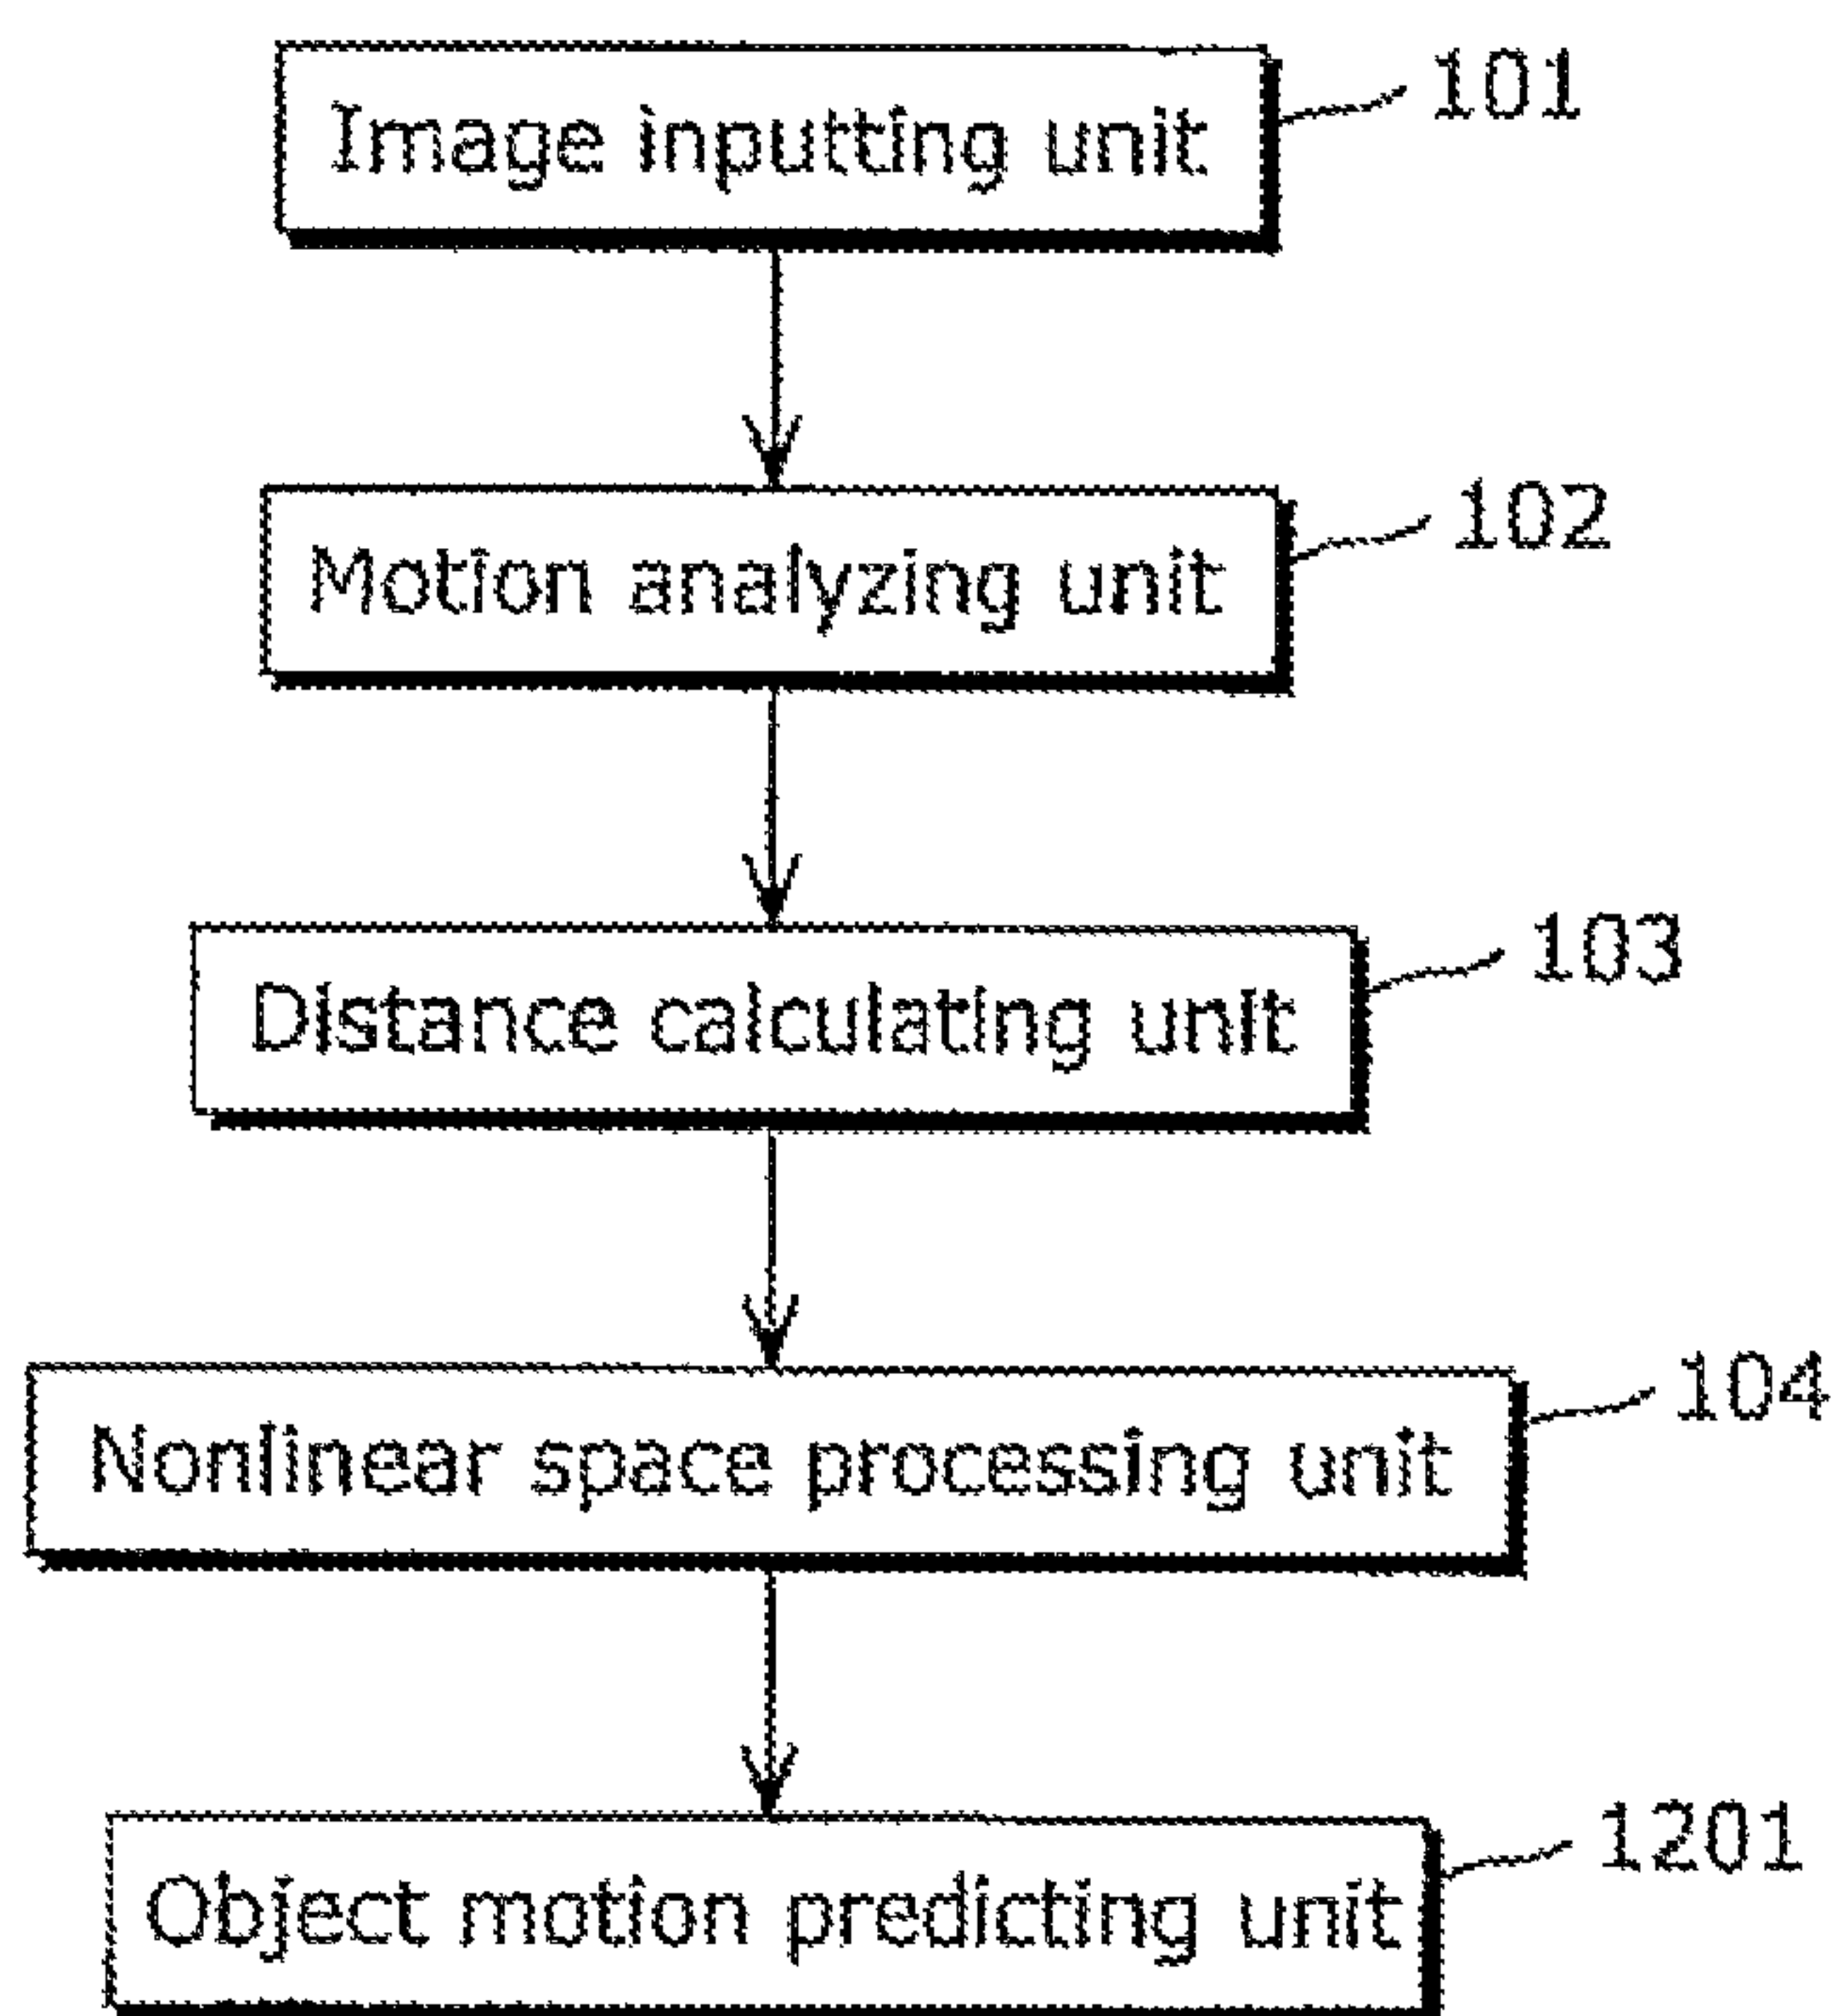 Image inputting unit 101
Motion analyzing unit 102
Distance calculating unit 103
Nonlinear space processing unit 104
Object motion predicting unit 1201